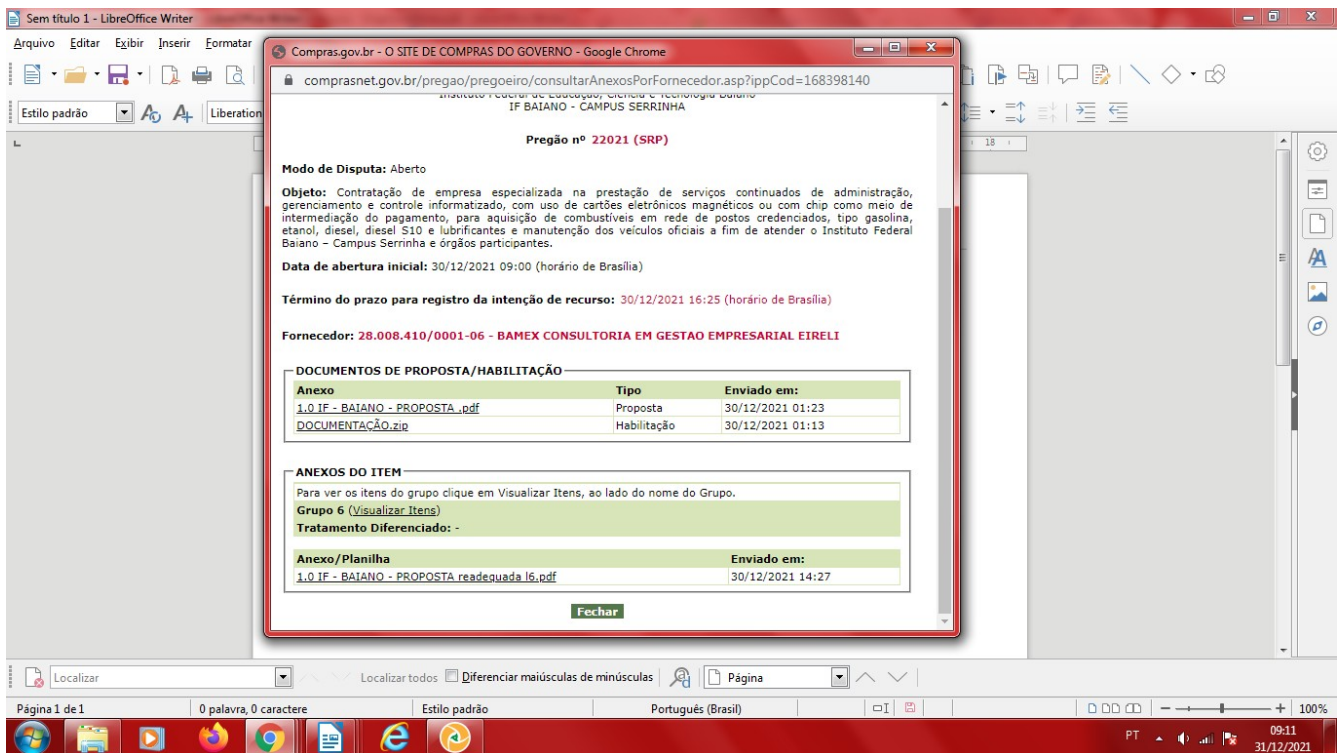 Sem título 1 - LibreOffice Writer
Arquivo Editar Exibir Inserir Formatar
Estilo padrão
Liberation
18
Compras.gov.br - O SITE DE COMPRAS DO GOVERNO - Google Chrome
comprasnet.gov.br/pregao/pregoeiro/consultarAnexosPorFornecedor.asp?ippCod=168398140
Instituto Federal de Educação, Ciência e Tecnologia Baiano
IF BAIANO - CAMPUS SERRINHA
Pregão nº 22021 (SRP)
Modo de Disputa: Aberto
Objeto: Contratação de empresa especializada na prestação de serviços continuados de administração,
gerenciamento e controle informatizado, com uso de cartões eletrônicos magnéticos ou com chip como meio de
intermediação do pagamento, para aquisição de combustíveis em rede de postos credenciados, tipo gasolina,
etanol, diesel, diesel S10 e lubrificantes e manutenção dos veículos oficiais a fim de atender o Instituto Federal
Baiano – Campus Serrinha e órgãos participantes.
Data de abertura inicial: 30/12/2021 09:00 (horário de Brasília)
Término do prazo para registro da intenção de recurso: 30/12/2021 16:25 (horário de Brasília)
Fornecedor: 28.008.410/0001-06 - BAMEX CONSULTORIA EM GESTAO EMPRESARIAL EIRELI
DOCUMENTOS DE PROPOSTA/HABILITAÇÃO
Anexo Tipo Enviado em:
1.0 IF - BAIANO - PROPOSTA .pdf Proposta 30/12/2021 01:23
DOCUMENTAÇÃO.zip Habilitação 30/12/2021 01:13
ANEXOS DO ITEM
Para ver os itens do grupo clique em Visualizar Itens, ao lado do nome do Grupo.
Grupo 6 (Visualizar Itens)
Tratamento Diferenciado: -
Anexo/Planilha Enviado em:
1.0 IF - BAIANO - PROPOSTA readequada l6.pdf 30/12/2021 14:27
Fechar
Localizar Localizar todos Diferenciar maiúsculas de minúsculas Página
Página 1 de 1 0 palavra, 0 caractere Estilo padrão Português (Brasil) 100%
PT 09:11
31/12/2021